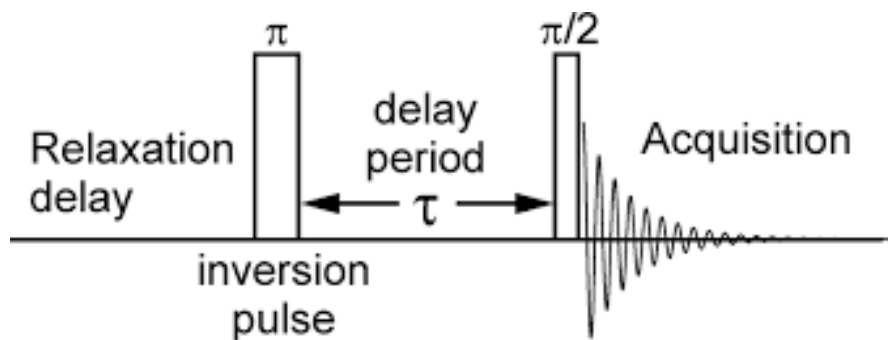 π
π/2
Relaxation
delay
delay
period
τ
Acquisition
inversion
pulse